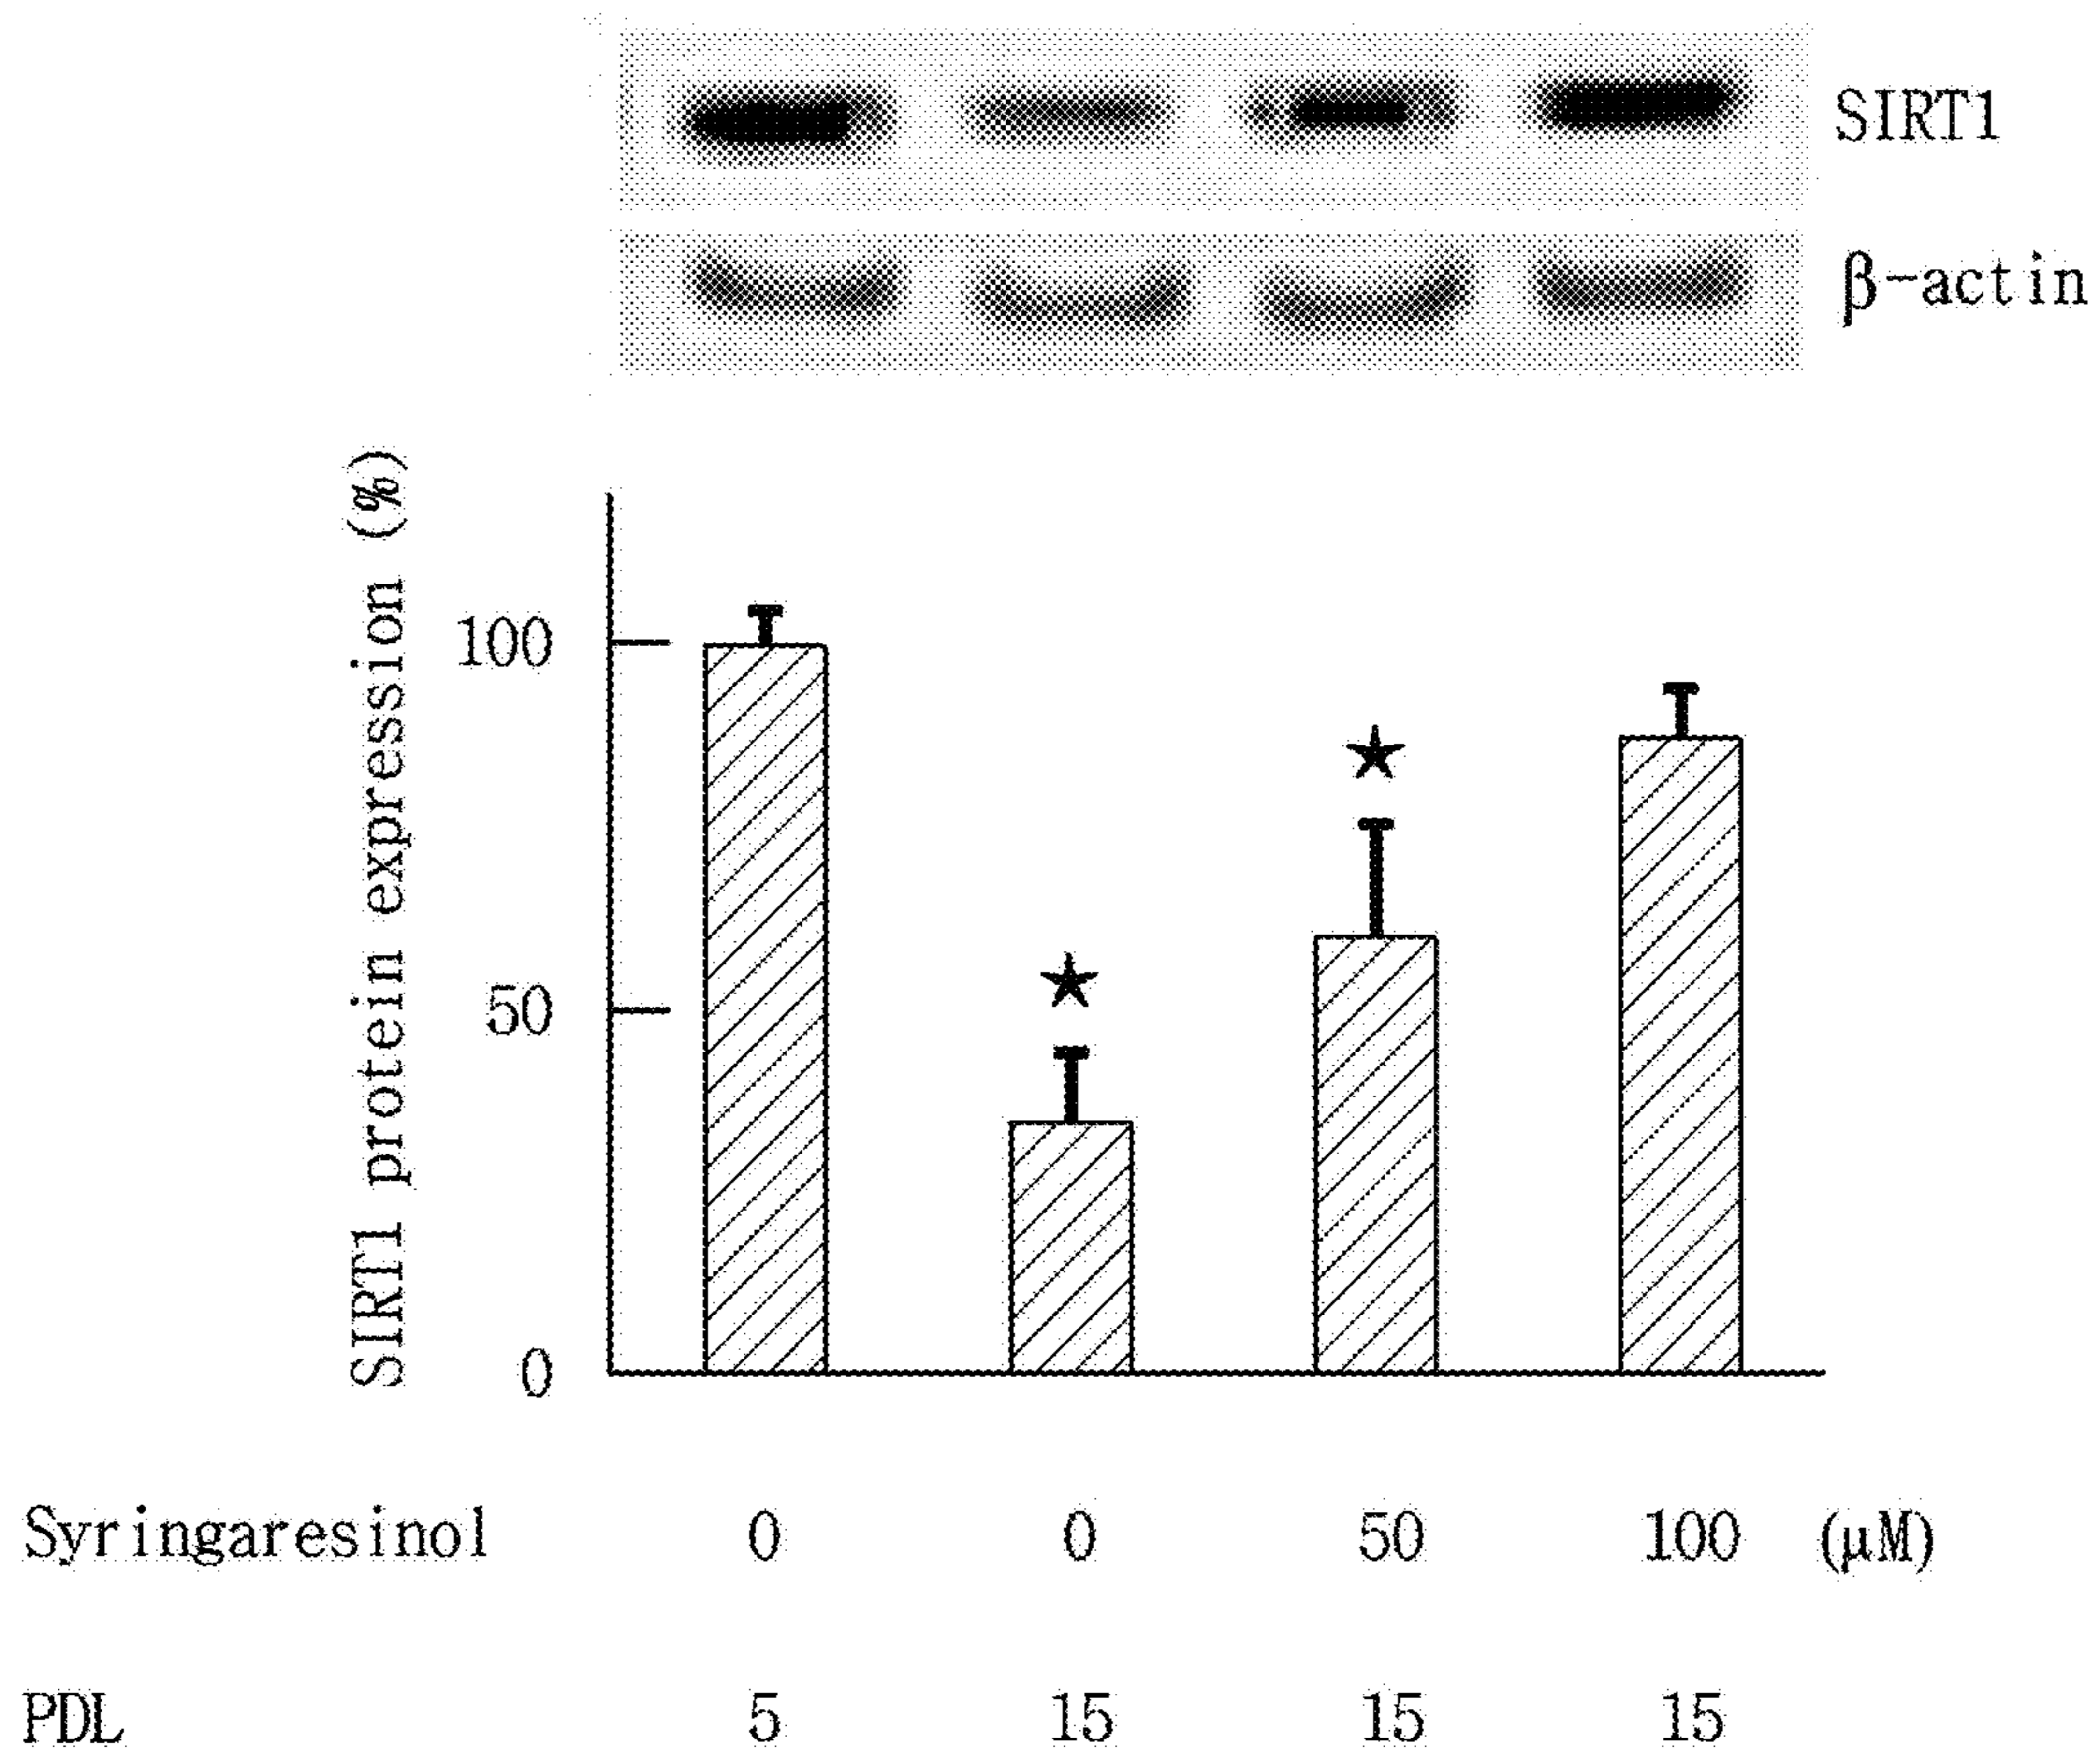 SIRT1
β-actin
SIRT1 protein expression (%)
100
50
0
★
★
Syringaresinol 0 0 50 100 (μM)
PDL 5 15 15 15